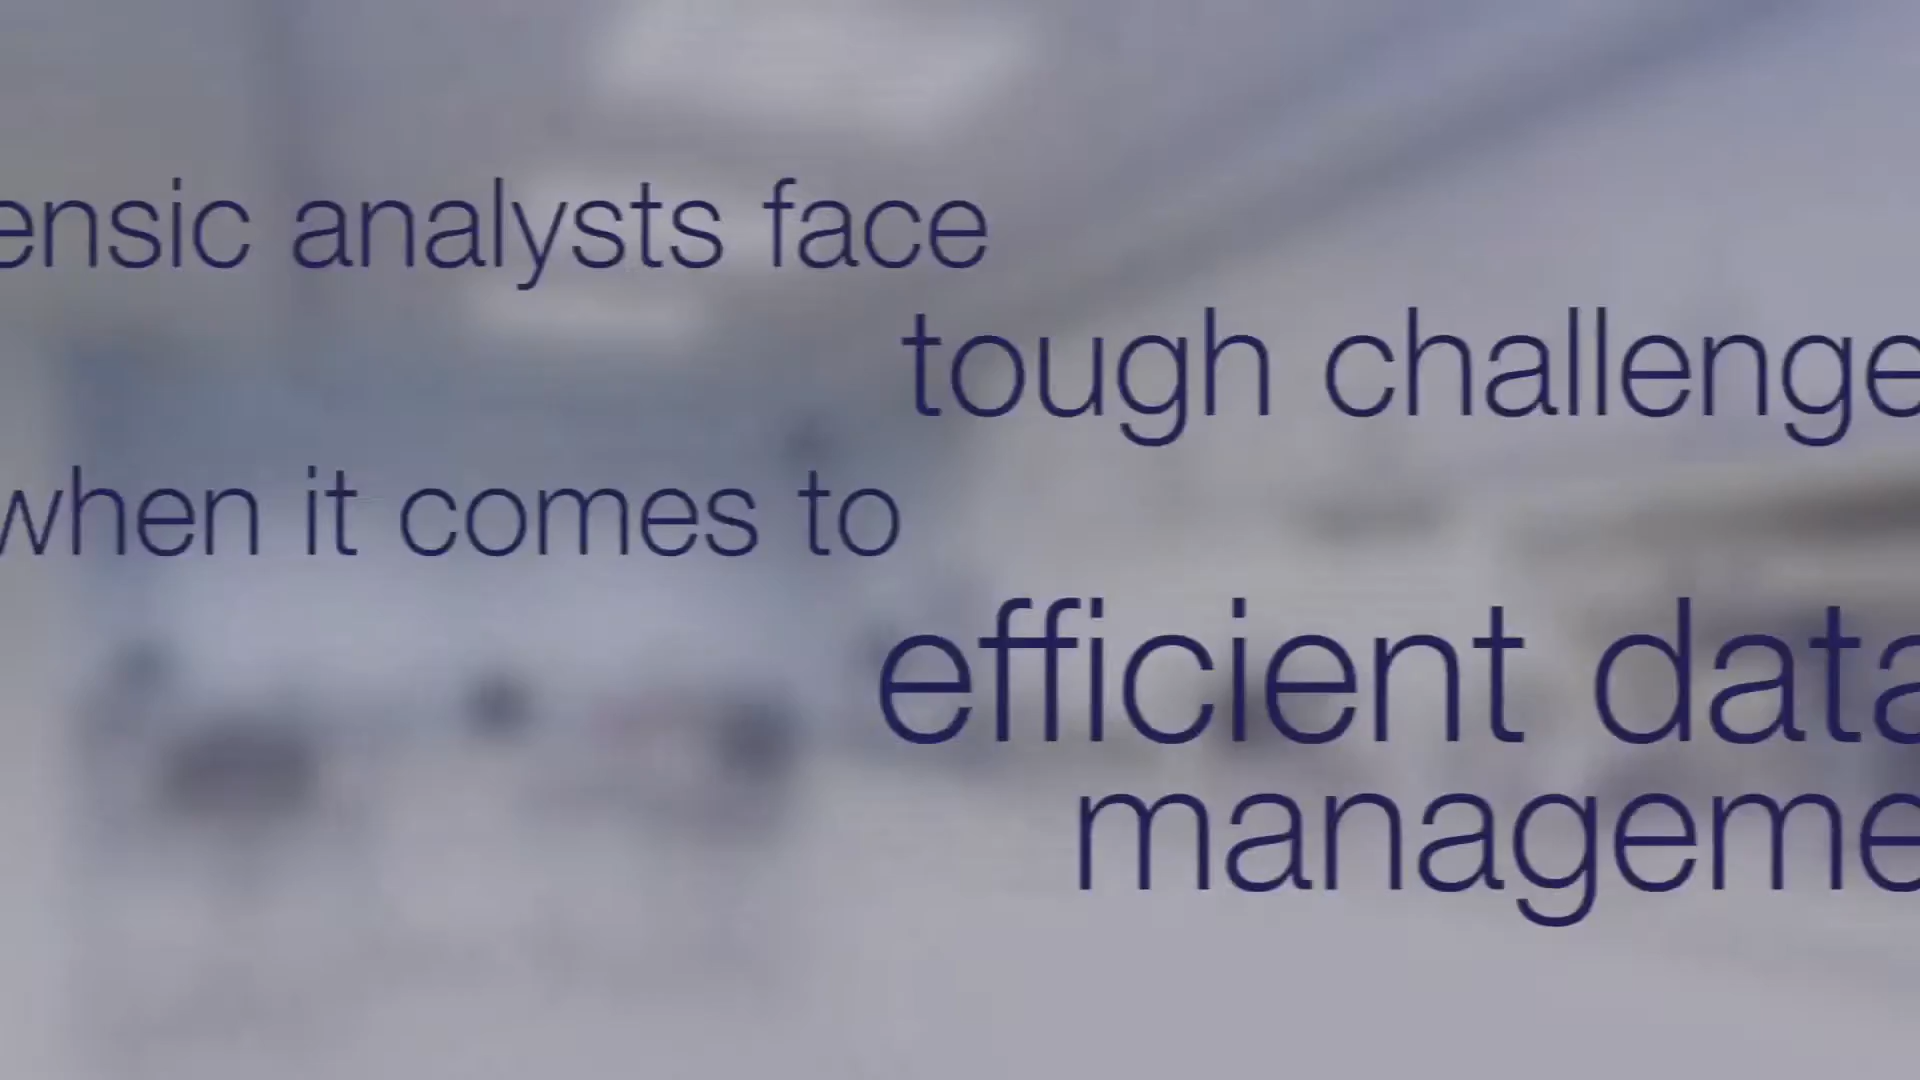 ensic analysts face
tough challenge
when it comes to
efficient data
manageme